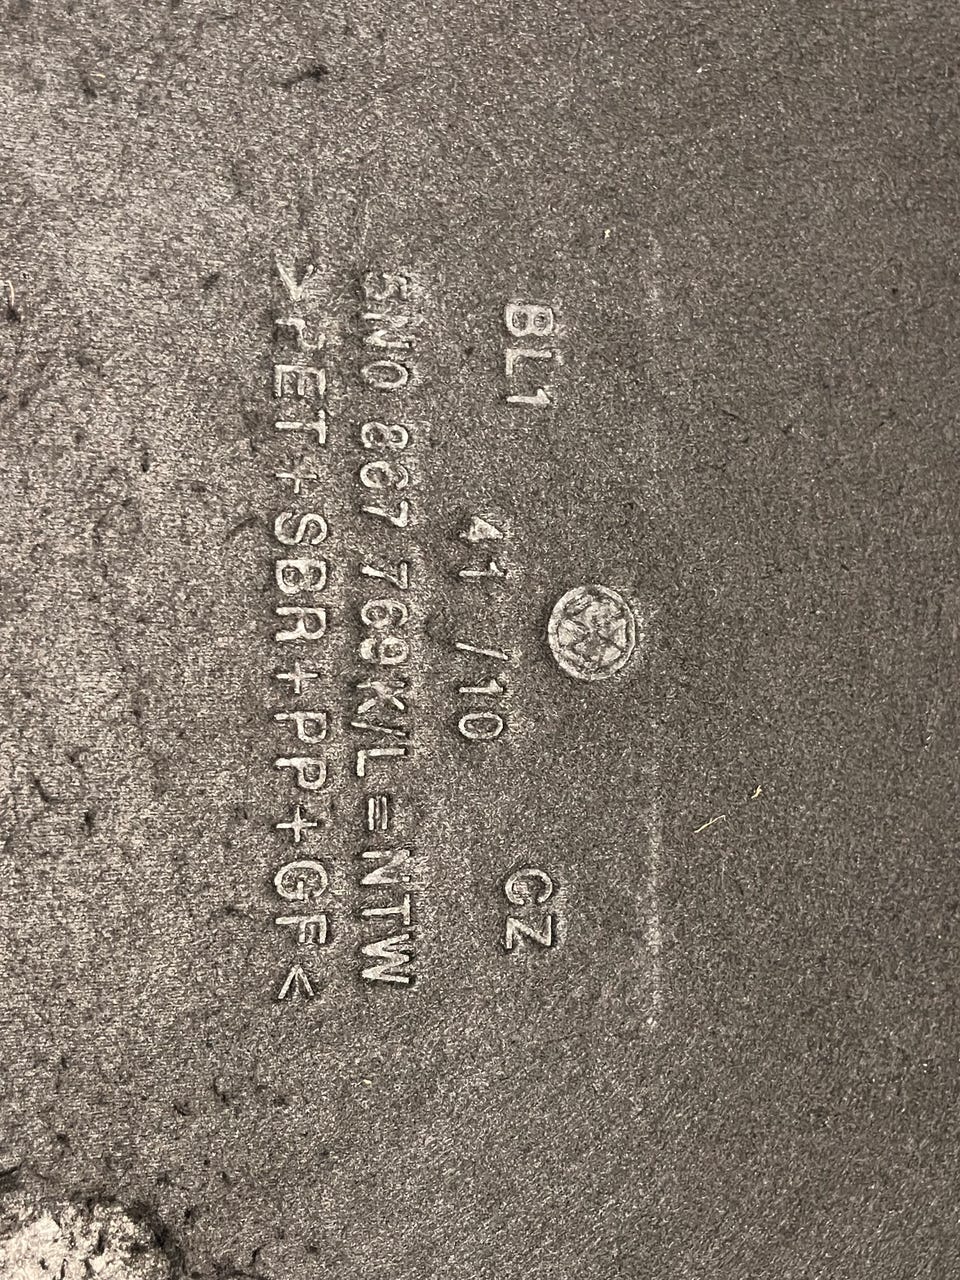 BL1 CZ
41/10
5N0 867 769K/L=NTW
>PET+SBR+PP+GF<